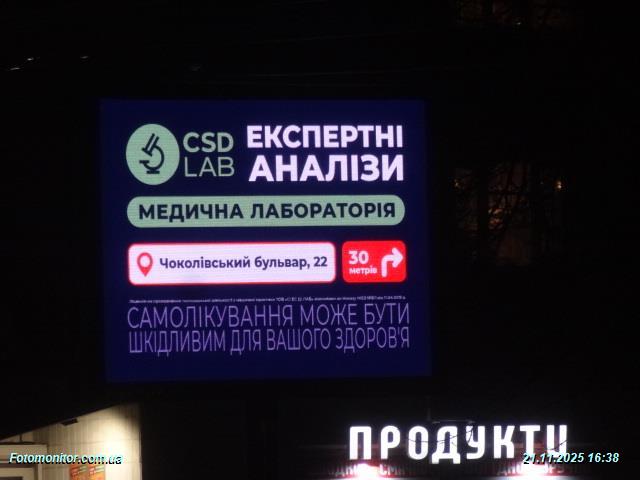 CSD
LAB
ЕКСПЕРТНІ
АНАЛІЗИ
МЕДИЧНА ЛАБОРАТОРІЯ
Чоколівський бульвар, 22
30
метрів
САМОЛІКУВАННЯ МОЖЕ БУТИ
ШКІДЛИВИМ ДЛЯ ВАШОГО ЗДОРОВ'Я
ПРОДУКТИ
Fotomonitor.com.ua
21.11.2025 16:38